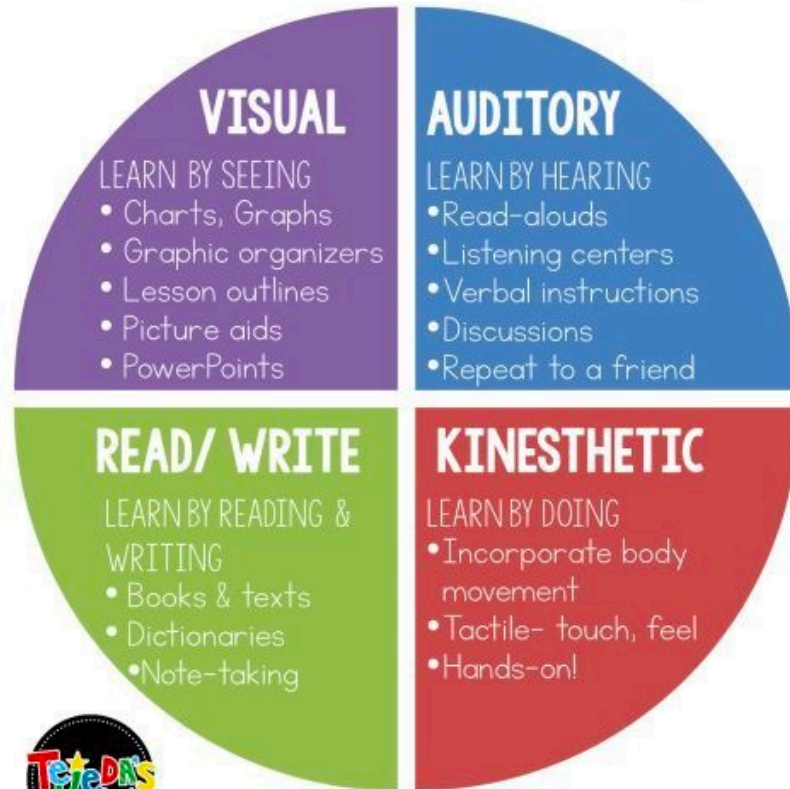 VISUAL
LEARN BY SEEING
• Charts, Graphs
• Graphic organizers
• Lesson outlines
• Picture aids
• PowerPoints
AUDITORY
LEARN BY HEARING
•Read-alouds
•Listening centers
•Verbal instructions
•Discussions
•Repeat to a friend
READ/ WRITE
LEARN BY READING &
WRITING
• Books & texts
• Dictionaries
•Note-taking
KINESTHETIC
LEARN BY DOING
•Incorporate body
movement
•Tactile- touch, feel
•Hands-on!
TEJEDA'S